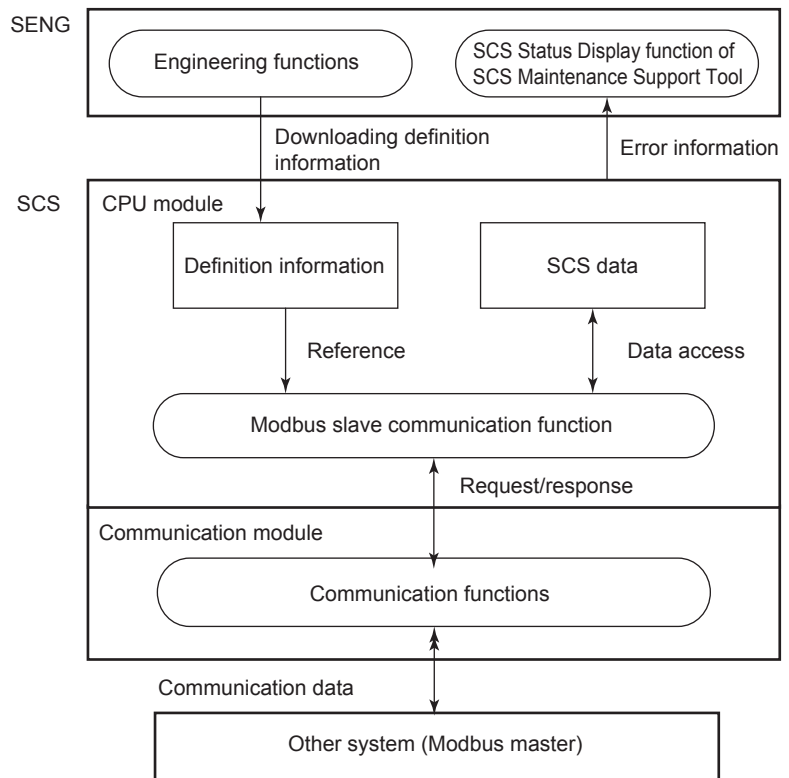 SENG
Engineering functions
SCS Status Display function of
SCS Maintenance Support Tool
Downloading definition
information
Error information
SCS
CPU module
Definition information
SCS data
Reference
Data access
Modbus slave communication function
Request/response
Communication module
Communication functions
Communication data
Other system (Modbus master)